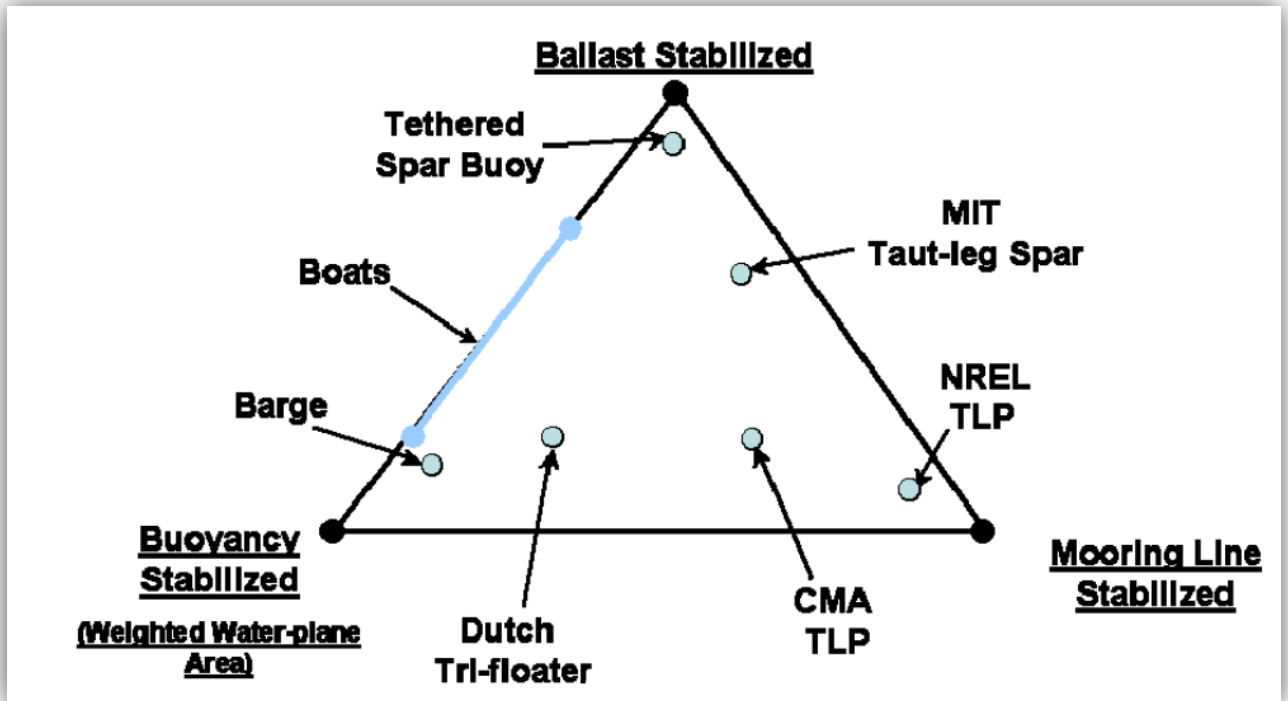 Ballast Stabilized
Tethered
Spar Buoy
MIT
Taut-leg Spar
Boats
NREL
TLP
Barge
Buoyancy
Stabilized
(Weighted Water-plane
Area)
Mooring Line
Stabilized
CMA
TLP
Dutch
Tri-floater